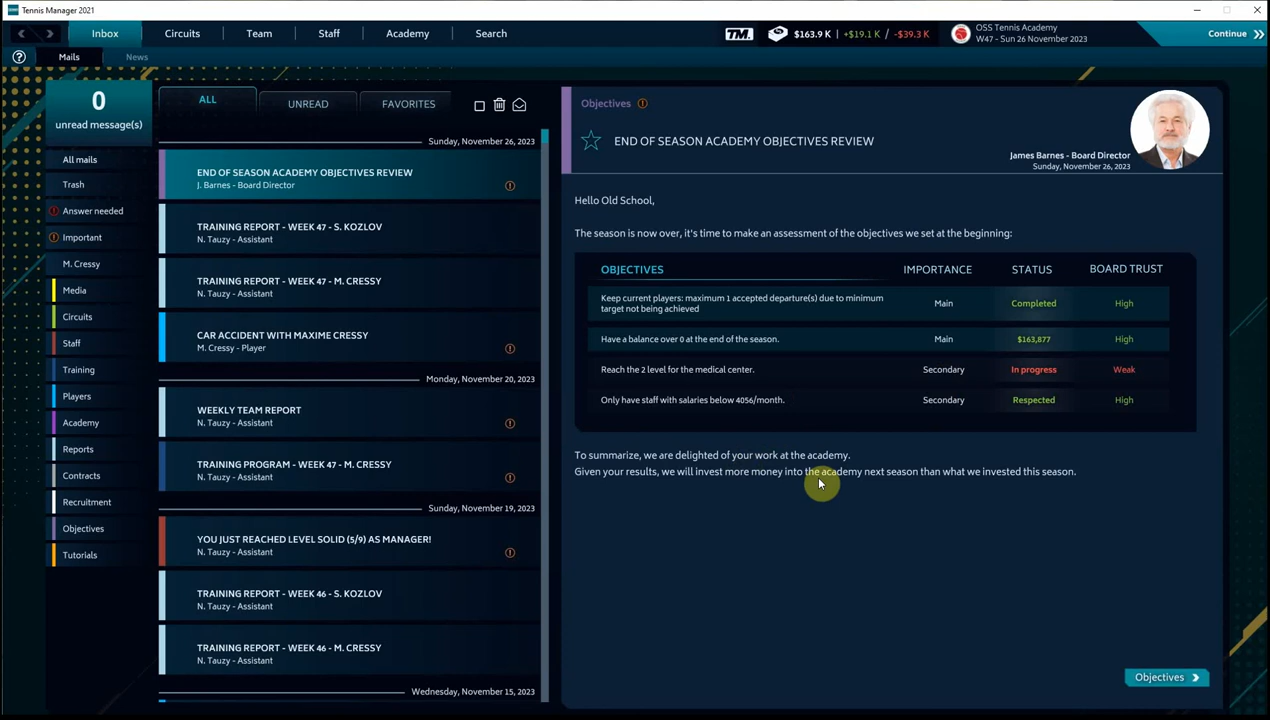 Tennis Manager 2021
Inbox
Circuits
Team
Staff
Academy
Search
TM.
$163.9 K
+$19.1 K / -$39.3 K
OSS Tennis Academy
W47 - Sun 26 November 2023
Continue
Mails
News
0
unread message(s)
All mails
Trash
Answer needed
Important
M. Cressy
Media
Circuits
Staff
Training
Players
Academy
Reports
Contracts
Recruitment
Objectives
Tutorials
ALL
UNREAD
FAVORITES
Sunday, November 26, 2023
END OF SEASON ACADEMY OBJECTIVES REVIEW
J. Barnes - Board Director
TRAINING REPORT - WEEK 47 - S. KOZLOV
N. Tauzy - Assistant
TRAINING REPORT - WEEK 47 - M. CRESSY
N. Tauzy - Assistant
CAR ACCIDENT WITH MAXIME CRESSY
M. Cressy - Player
Monday, November 20, 2023
WEEKLY TEAM REPORT
N. Tauzy - Assistant
TRAINING PROGRAM - WEEK 47 - M. CRESSY
N. Tauzy - Assistant
Sunday, November 19, 2023
YOU JUST REACHED LEVEL SOLID (5/9) AS MANAGER!
N. Tauzy - Assistant
TRAINING REPORT - WEEK 46 - S. KOZLOV
N. Tauzy - Assistant
TRAINING REPORT - WEEK 46 - M. CRESSY
N. Tauzy - Assistant
Wednesday, November 15, 2023
Objectives
END OF SEASON ACADEMY OBJECTIVES REVIEW
James Barnes - Board Director
Sunday, November 26, 2023
Hello Old School,
The season is now over, it's time to make an assessment of the objectives we set at the beginning:
OBJECTIVES IMPORTANCE STATUS BOARD TRUST
Keep current players: maximum 1 accepted departure(s) due to minimum
target not being achieved
Main Completed High
Have a balance over 0 at the end of the season. Main $163,877 High
Reach the 2 level for the medical center. Secondary In progress Weak
Only have staff with salaries below 4056/month. Secondary Respected High
To summarize, we are delighted of your work at the academy.
Given your results, we will invest more money into the academy next season than what we invested this season.
Objectives